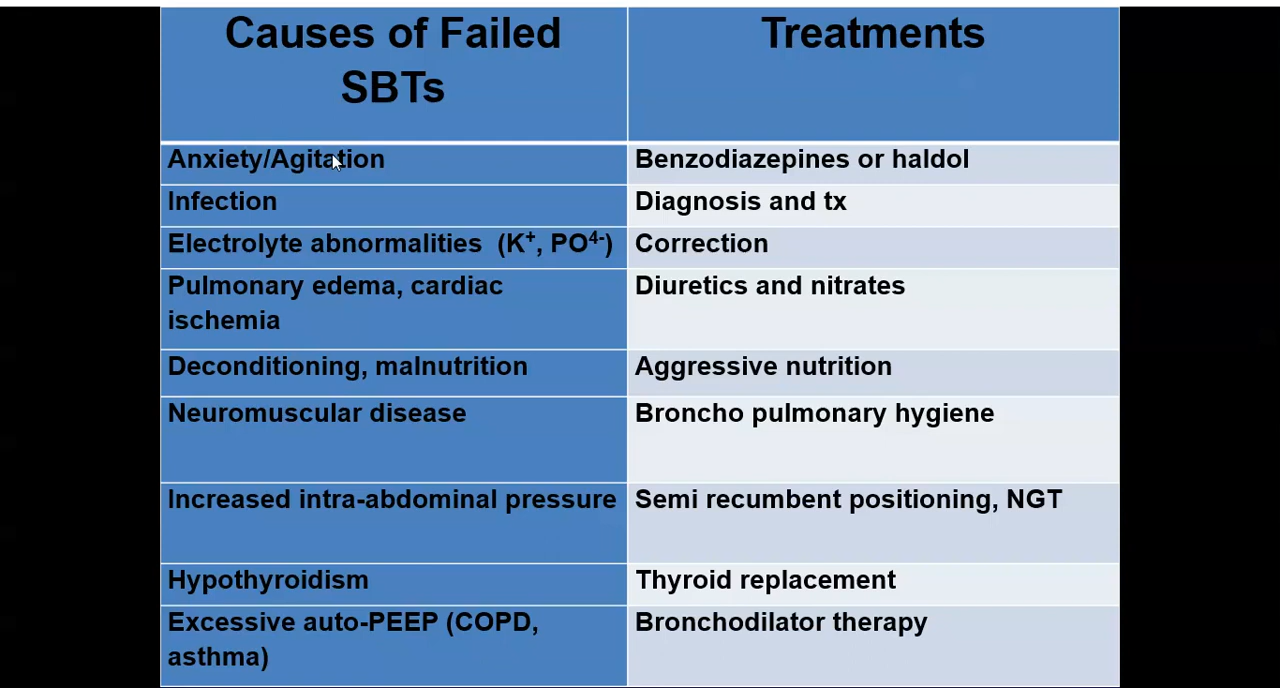 Causes of Failed
SBTs
Treatments
Anxiety/Agitation
Benzodiazepines or haldol
Infection
Diagnosis and tx
Electrolyte abnormalities (K⁺, PO⁴⁻)
Correction
Pulmonary edema, cardiac
ischemia
Diuretics and nitrates
Deconditioning, malnutrition
Aggressive nutrition
Neuromuscular disease
Broncho pulmonary hygiene
Increased intra-abdominal pressure
Semi recumbent positioning, NGT
Hypothyroidism
Thyroid replacement
Excessive auto-PEEP (COPD,
asthma)
Bronchodilator therapy